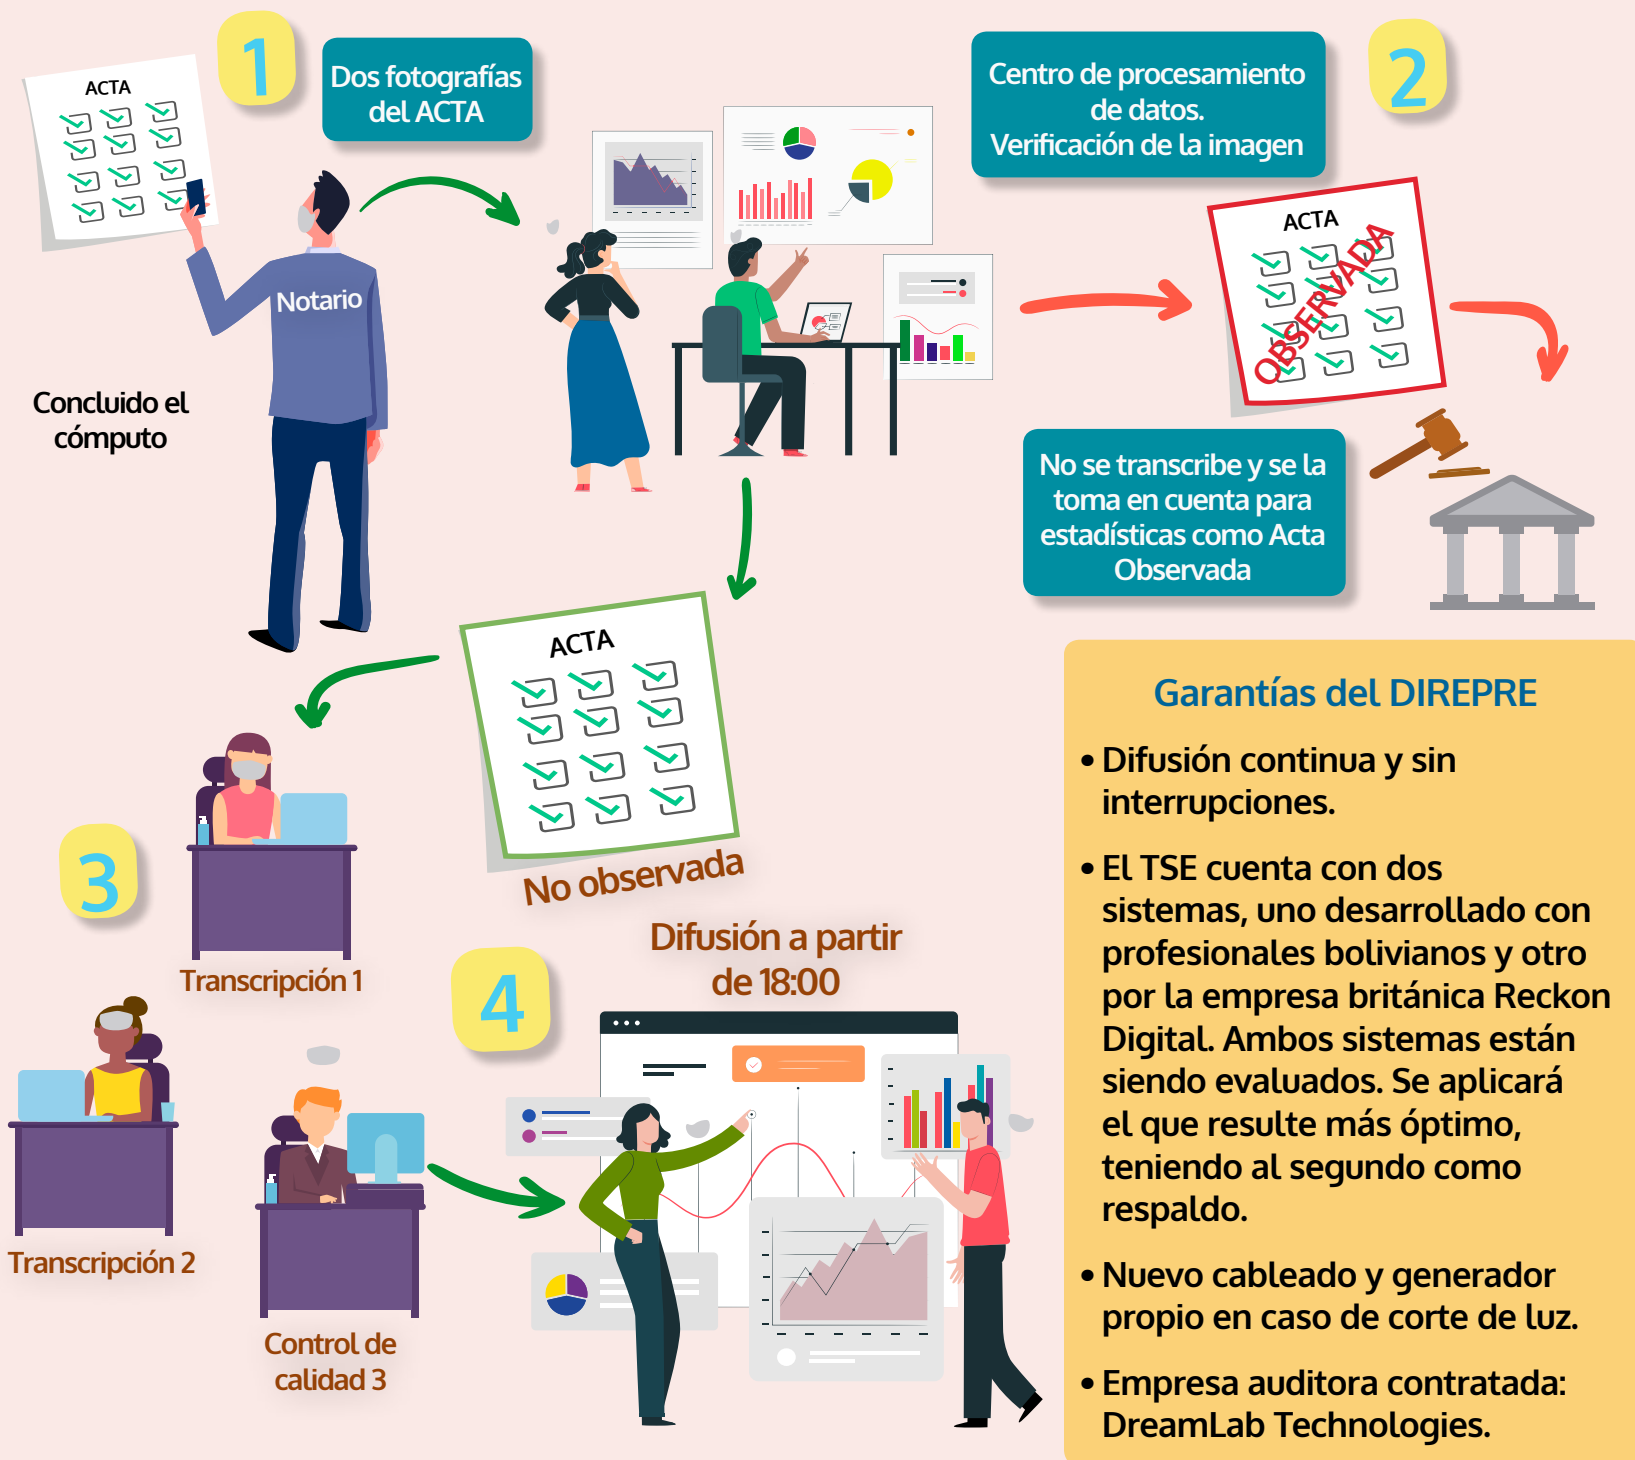 1
Dos fotografías
del ACTA
ACTA
Notario
Concluido el
cómputo
Centro de procesamiento
de datos.
Verificación de la imagen
2
ACTA
OBSERVADA
No se transcribe y se la
toma en cuenta para
estadísticas como Acta
Observada
ACTA
No observada
3
Transcripción 1
Transcripción 2
Control de
calidad 3
4
Difusión a partir
de 18:00
Garantías del DIREPRE
• Difusión continua y sin
interrupciones.
• El TSE cuenta con dos
sistemas, uno desarrollado con
profesionales bolivianos y otro
por la empresa británica Reckon
Digital. Ambos sistemas están
siendo evaluados. Se aplicará
el que resulte más óptimo,
teniendo al segundo como
respaldo.
• Nuevo cableado y generador
propio en caso de corte de luz.
• Empresa auditora contratada:
DreamLab Technologies.